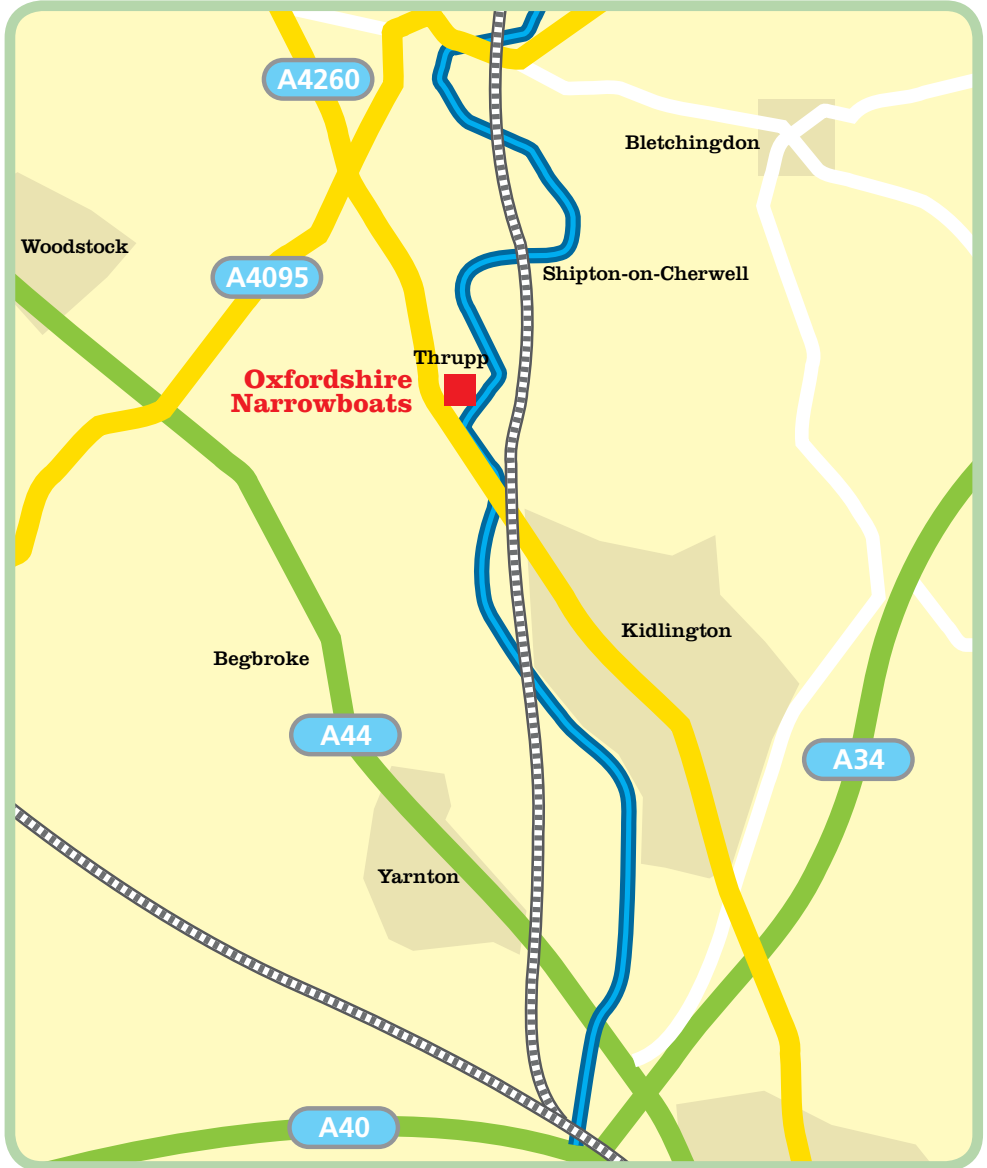 A4260
Bletchingdon
Woodstock
A4095
Shipton-on-Cherwell
Thrupp
Oxfordshire
Narrowboats
Kidlington
Begbroke
A44
A34
Yarnton
A40